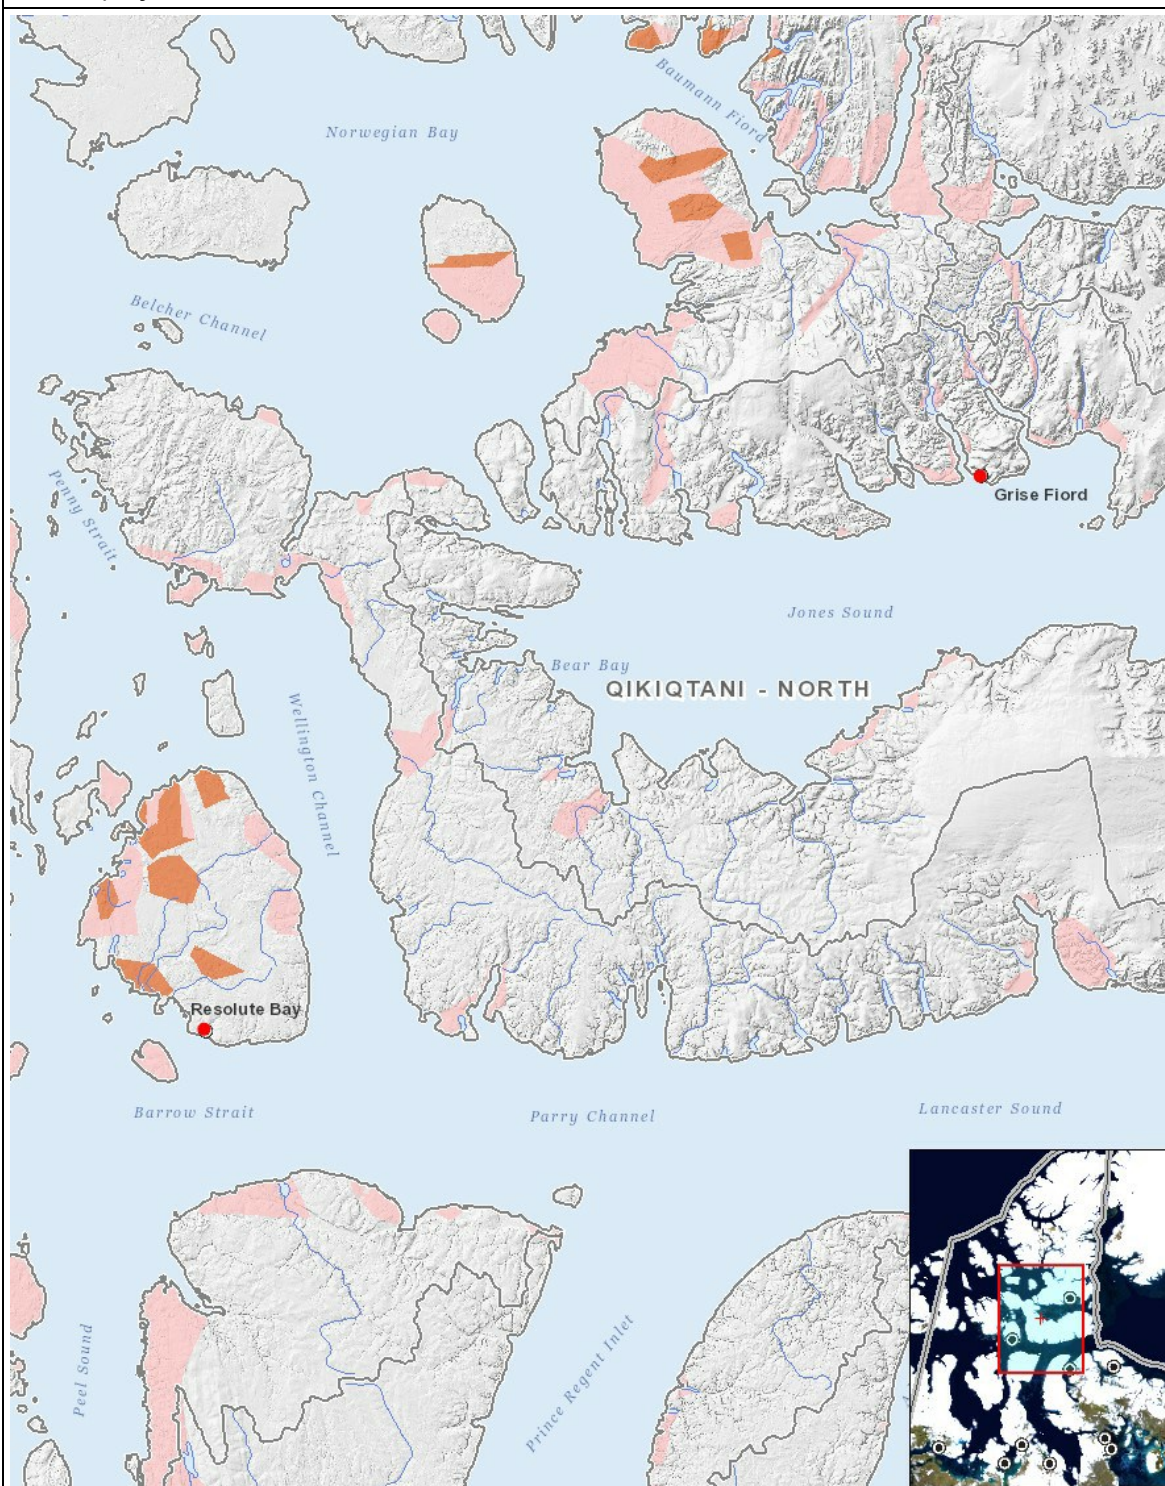 Baumann Fiord
Norwegian Bay
Belcher Channel
Penny Strait
Grise Fiord
Jones Sound
Bear Bay
QIKIQTANI - NORTH
Wellington Channel
Resolute Bay
Barrow Strait
Parry Channel
Lancaster Sound
Peel Sound
Prince Regent Inlet